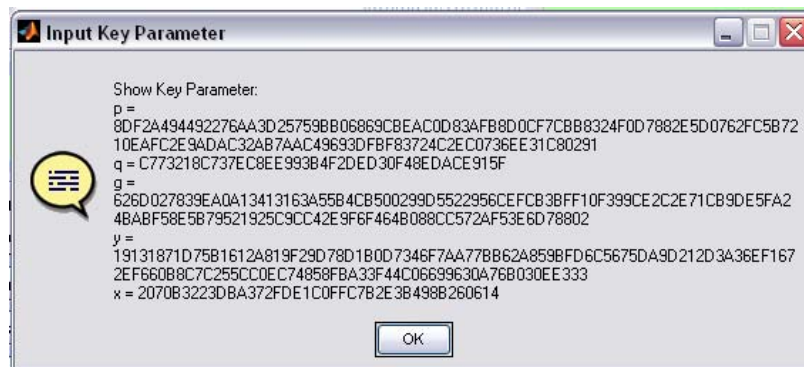 Input Key Parameter
Show Key Parameter:
p =
8DF2A494492276AA3D25759BB06869CBEAC0D83AFB8D0CF7CBB8324F0D7882E5D0762FC5B72
10EAFC2E9ADAC32AB7AAC49693DFBF83724C2EC0736EE31C80291
q = C773218C737EC8EE993B4F2DED30F48EDACE915F
g =
626D027839EA0A13413163A55B4CB500299D5522956CEFCB3BFF10F399CE2C2E71CB9DE5FA2
4BABF58E5B79521925C9CC42E9F6F464B088CC572AF53E6D78802
y =
19131871D75B1612A819F29D78D1B0D7346F7AA77BB62A859BFD6C5675DA9D212D3A36EF167
2EF660B8C7C255CC0EC74858FBA33F44C06699630A76B030EE333
x = 2070B3223DBA372FDE1C0FFC7B2E3B498B260614
OK